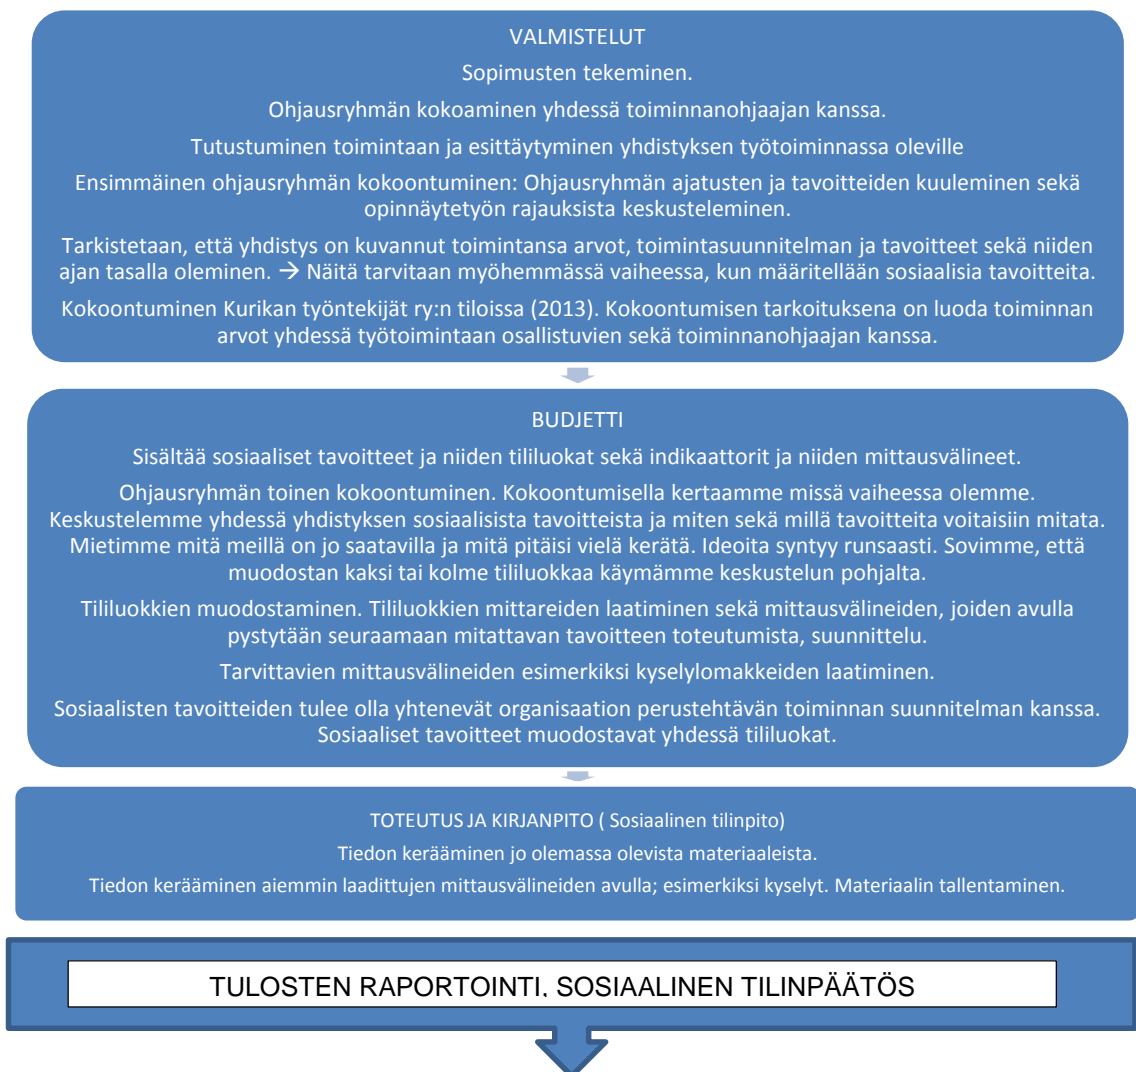 VALMISTELUT
Sopimusten tekeminen.
Ohjausryhmän kokoaminen yhdessä toiminnanohjaajan kanssa.
Tutustuminen toimintaan ja esittäytyminen yhdistyksen työtoiminnassa oleville
Ensimmäinen ohjausryhmän kokoontuminen: Ohjausryhmän ajatusten ja tavoitteiden kuuleminen sekä
opinnäytetyön rajauksista keskusteleminen.
Tarkistetaan, että yhdistys on kuvannut toimintansa arvot, toimintasuunnitelman ja tavoitteet sekä niiden
ajan tasalla oleminen. → Näitä tarvitaan myöhemmässä vaiheessa, kun määritellään sosiaalisia tavoitteita.
Kokoontuminen Kurikan työntekijät ry:n tiloissa (2013). Kokoontumisen tarkoituksena on luoda toiminnan
arvot yhdessä työtoimintaan osallistuvien sekä toiminnanohjaajan kanssa.
BUDJETTI
Sisältää sosiaaliset tavoitteet ja niiden tililuokat sekä indikaattorit ja niiden mittausvälineet.
Ohjausryhmän toinen kokoontuminen. Kokoontumisella kertaamme missä vaiheessa olemme.
Keskustelemme yhdessä yhdistyksen sosiaalisista tavoitteista ja miten sekä millä tavoitteita voitaisiin mitata.
Mietimme mitä meillä on jo saatavilla ja mitä pitäisi vielä kerätä. Ideoita syntyy runsaasti. Sovimme, että
muodostan kaksi tai kolme tililuokkaa käymämme keskustelun pohjalta.
Tililuokkien muodostaminen. Tililuokkien mittareiden laatiminen sekä mittausvälineiden, joiden avulla
pystytään seuraamaan mitattavan tavoitteen toteutumista, suunnittelu.
Tarvittavien mittausvälineiden esimerkiksi kyselylomakkeiden laatiminen.
Sosiaalisten tavoitteiden tulee olla yhtenevät organisaation perustehtävän toiminnan suunnitelman kanssa.
Sosiaaliset tavoitteet muodostavat yhdessä tililuokat.
TOTEUTUS JA KIRJANPITO ( Sosiaalinen tilinpito)
Tiedon kerääminen jo olemassa olevista materiaaleista.
Tiedon kerääminen aiemmin laadittujen mittausvälineiden avulla; esimerkiksi kyselyt. Materiaalin tallentaminen.
TULOSTEN RAPORTOINTI, SOSIAALINEN TILINPÄÄTÖS